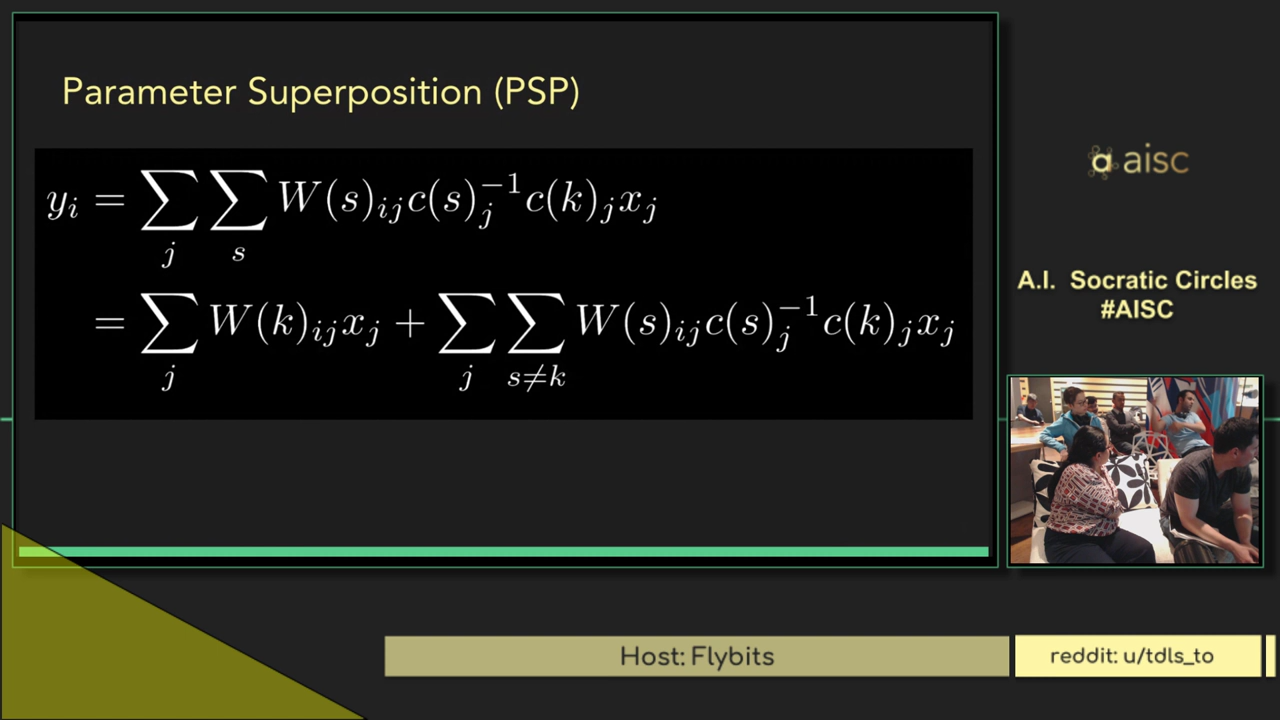 Parameter Superposition (PSP)
y_i = \sum_j \sum_s W(s)_{ij} c(s)_j^{-1} c(k)_j x_j
= \sum_j W(k)_{ij} x_j + \sum_j \sum_{s \neq k} W(s)_{ij} c(s)_j^{-1} c(k)_j x_j
aisc
A.I. Socratic Circles
#AISC
Host: Flybits
reddit: u/tdls_to